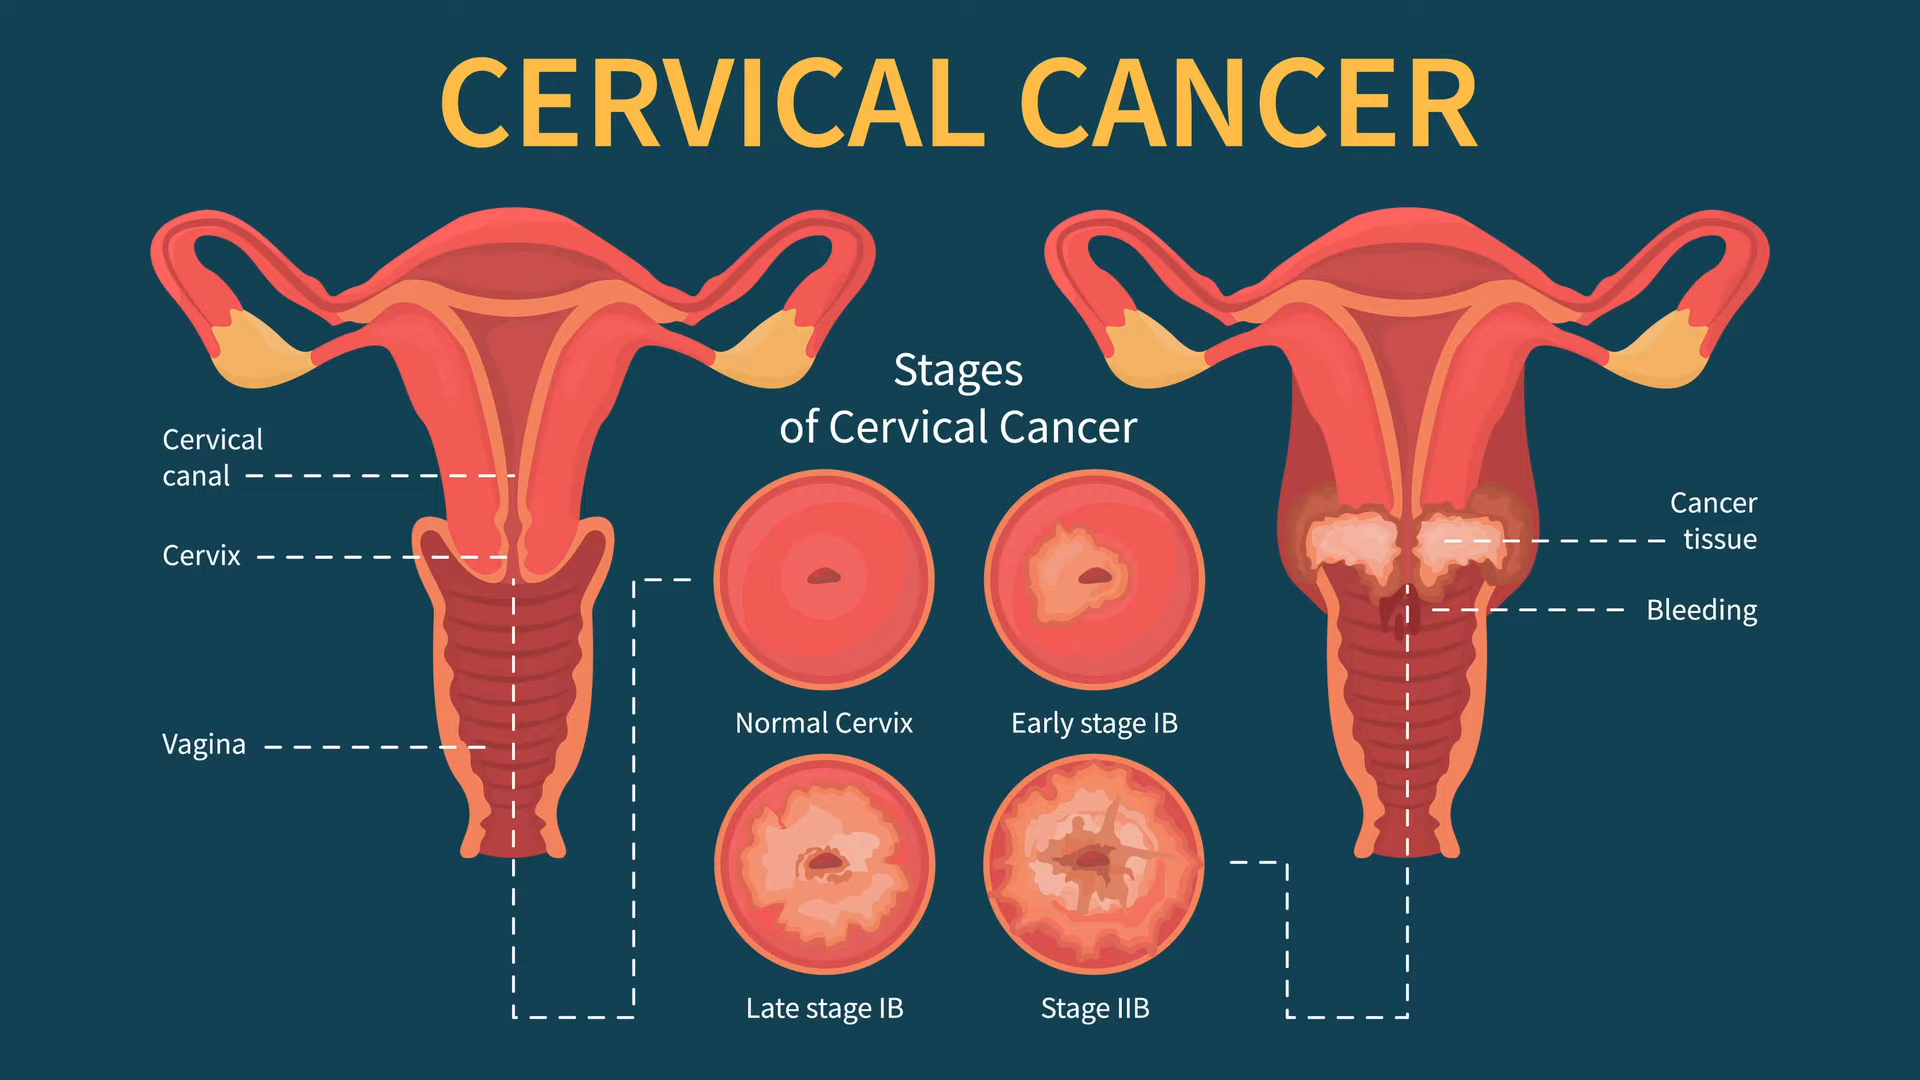 CERVICAL CANCER
Stages
of Cervical Cancer
Cervical
canal
Cervix
Vagina
Normal Cervix
Early stage IB
Late stage IB
Stage IIB
Cancer
tissue
Bleeding